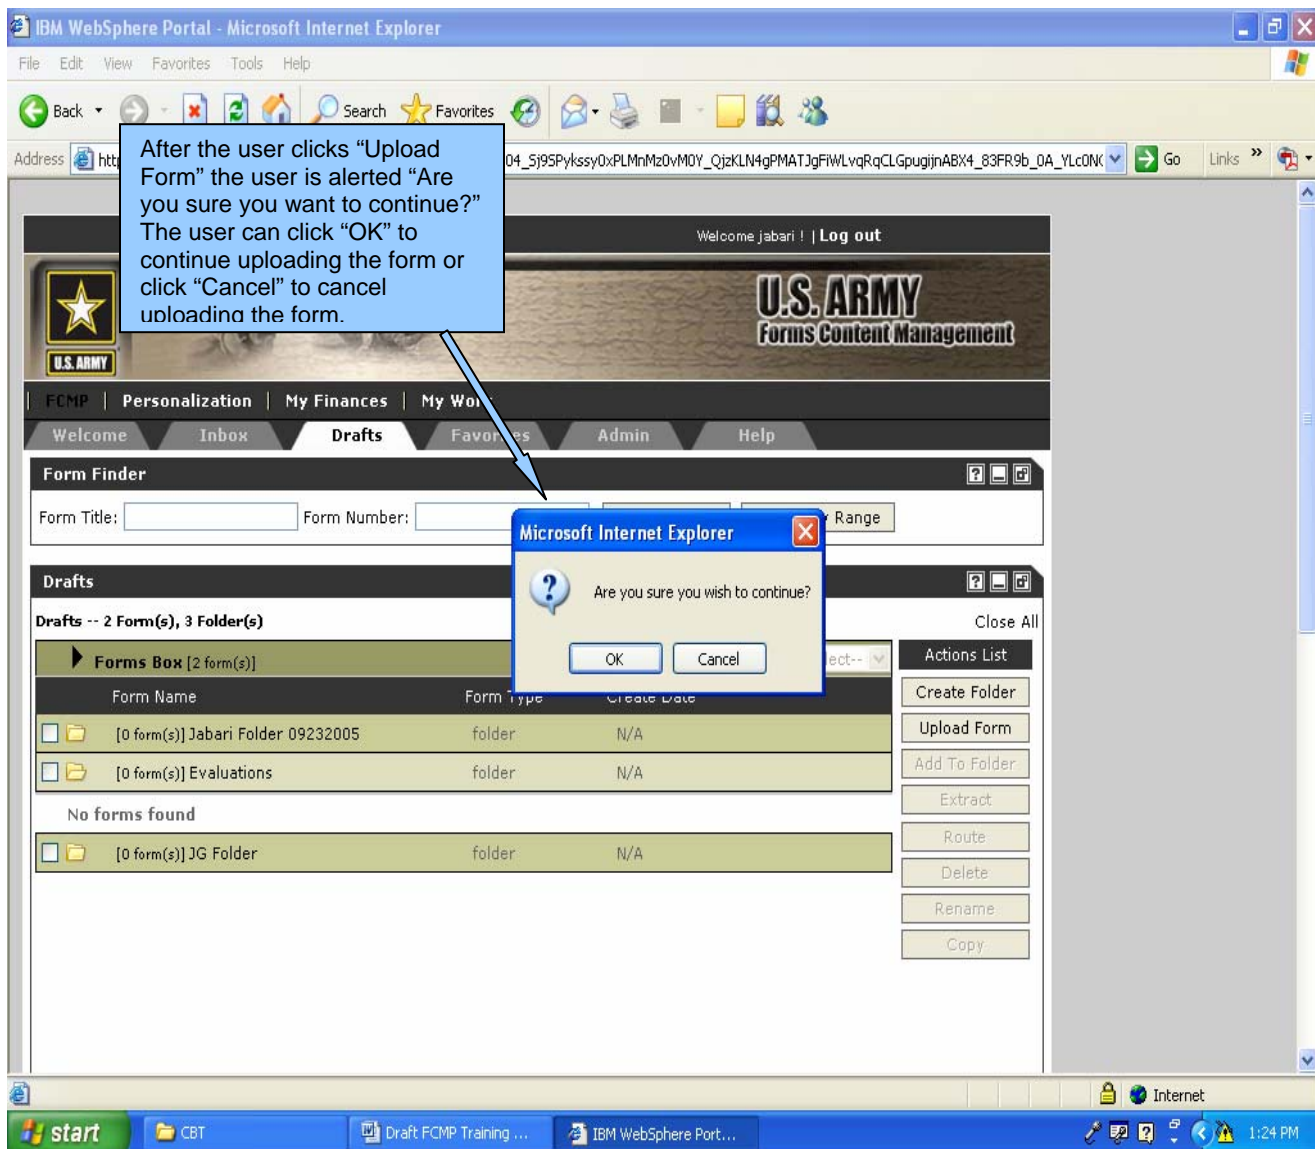 IBM WebSphere Portal - Microsoft Internet Explorer
File Edit View Favorites Tools Help
Back Search Favorites
Address http 04_Sj9SPykssy0xPLMnMz0vM0Y_QjzKLN4gPMATJgFiWLvqRqCLGpugijnABX4_83FR9b_0A_YLc0NC Go Links »
After the user clicks “Upload
Form” the user is alerted “Are
you sure you want to continue?”
The user can click “OK” to
continue uploading the form or
click “Cancel” to cancel
uploading the form.
Welcome jabari ! | Log out
U.S. ARMY
U.S. ARMY
Forms Content Management
| FCMP | Personalization | My Finances | My Work
Welcome Inbox Drafts Favorites Admin Help
Form Finder
Form Title: Form Number: Range
Microsoft Internet Explorer
Are you sure you wish to continue?
OK Cancel
Drafts
Drafts -- 2 Form(s), 3 Folder(s) Close All
Forms Box [2 form(s)] ect-- Actions List
Form Name Form Type Create Date
Create Folder
[0 form(s)] Jabari Folder 09232005 folder N/A
Upload Form
[0 form(s)] Evaluations folder N/A
Add To Folder
No forms found
Extract
[0 form(s)] JG Folder folder N/A
Route
Delete
Rename
Copy
Internet
start CBT Draft FCMP Training ... IBM WebSphere Port... 1:24 PM